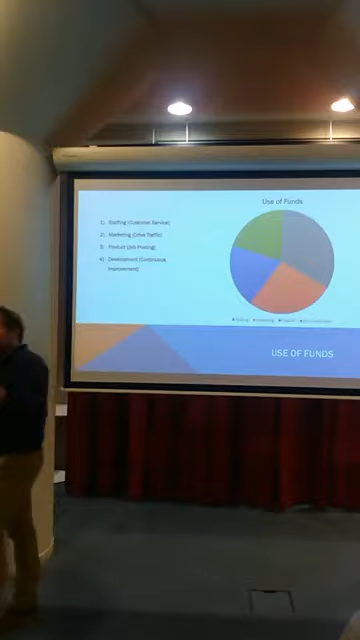 Use of Funds
1) Staffing (Customer Service)
2) Marketing (Drive Traffic)
3) Payout (Job Posting)
4) Development (Continuous
Improvement)
USE OF FUNDS